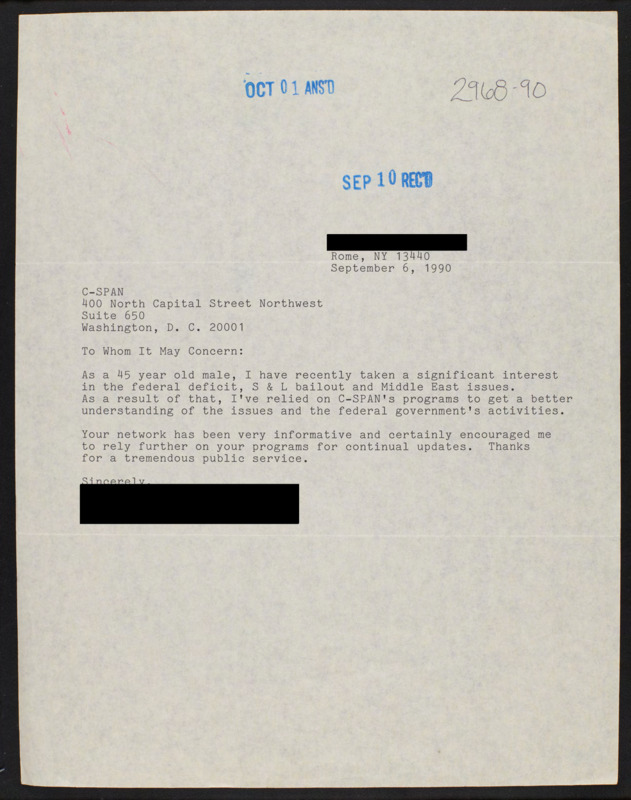 OCT 01 ANS'D
2968-90
SEP 10 REC'D
Rome, NY 13440
September 6, 1990
C-SPAN
400 North Capital Street Northwest
Suite 650
Washington, D. C. 20001
To Whom It May Concern:
As a 45 year old male, I have recently taken a significant interest
in the federal deficit, S & L bailout and Middle East issues.
As a result of that, I've relied on C-SPAN's programs to get a better
understanding of the issues and the federal government's activities.
Your network has been very informative and certainly encouraged me
to rely further on your programs for continual updates.  Thanks
for a tremendous public service.
Sincerely,